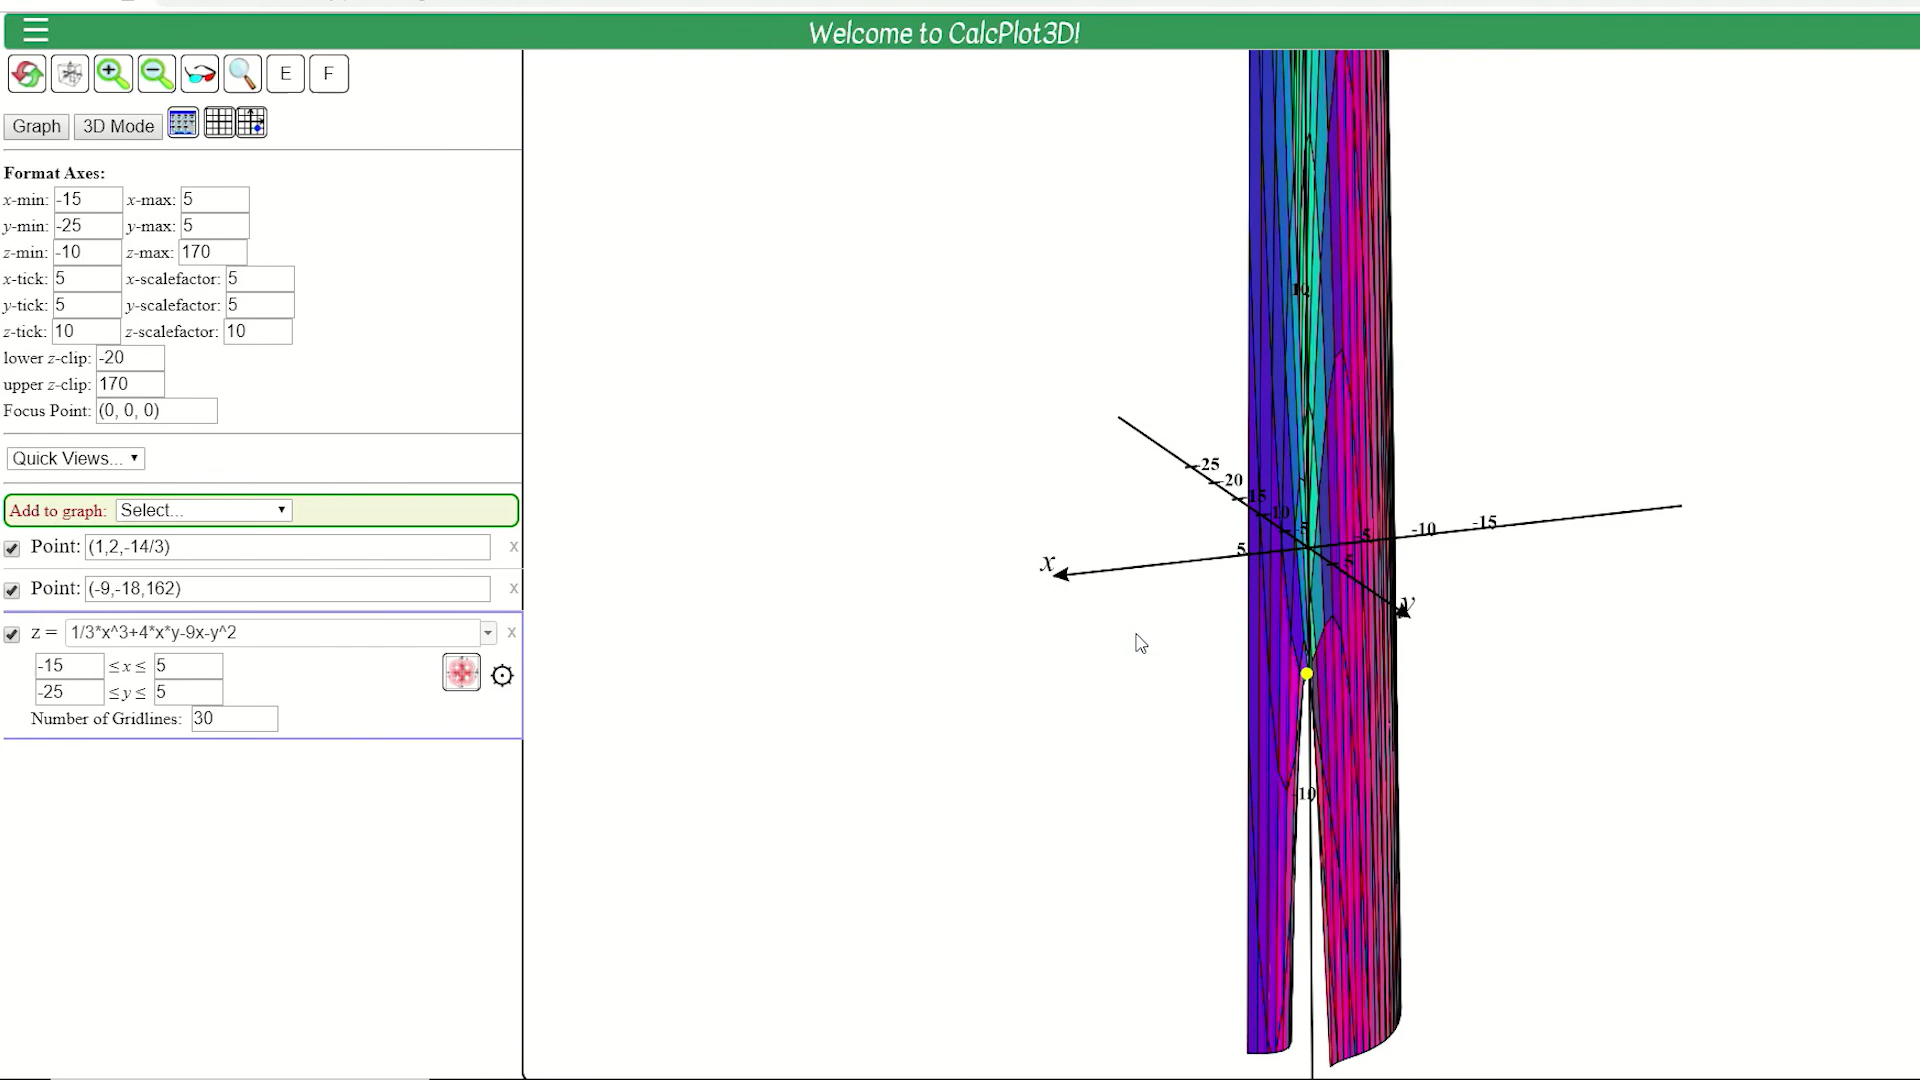 Welcome to CalcPlot3D!
E F
Graph 3D Mode
Format Axes:
x-min: -15 x-max: 5
y-min: -25 y-max: 5
z-min: -10 z-max: 170
x-tick: 5 x-scalefactor: 5
y-tick: 5 y-scalefactor: 5
z-tick: 10 z-scalefactor: 10
lower z-clip: -20
upper z-clip: 170
Focus Point: (0, 0, 0)
Quick Views...
Add to graph: Select...
Point: (1,2,-14/3) x
Point: (-9,-18,162) x
z = 1/3*x^3+4*x*y-9x-y^2 x
-15 ≤ x ≤ 5
-25 ≤ y ≤ 5
Number of Gridlines: 30
10
-25
-20
-15
-10
-5
5
x
5
-5
-10
-15
y
-10